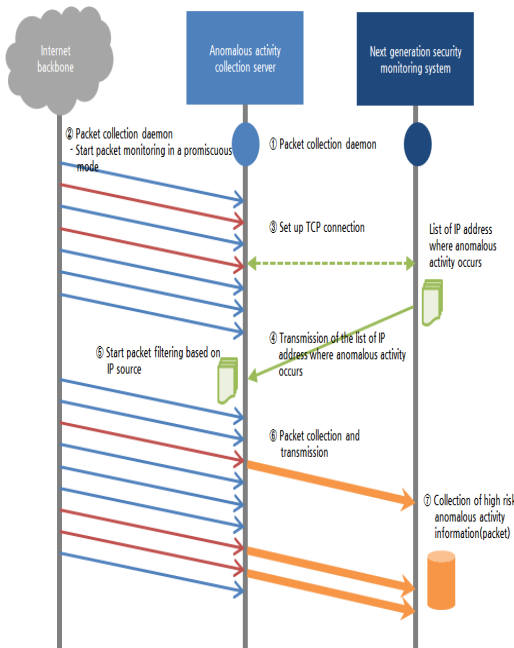 Internet
backbone
Anomalous activity
collection server
Next generation security
monitoring system
② Packet collection daemon
- Start packet monitoring in a promiscuous
mode
① Packet collection daemon
③ Set up TCP connection
List of IP address
where anomalous
activity occurs
④ Transmission of the list of IP
address where anomalous activity
occurs
⑤ Start packet filtering based on
IP source
⑥ Packet collection and
transmission
⑦ Collection of high risk
anomalous activity
information(packet)